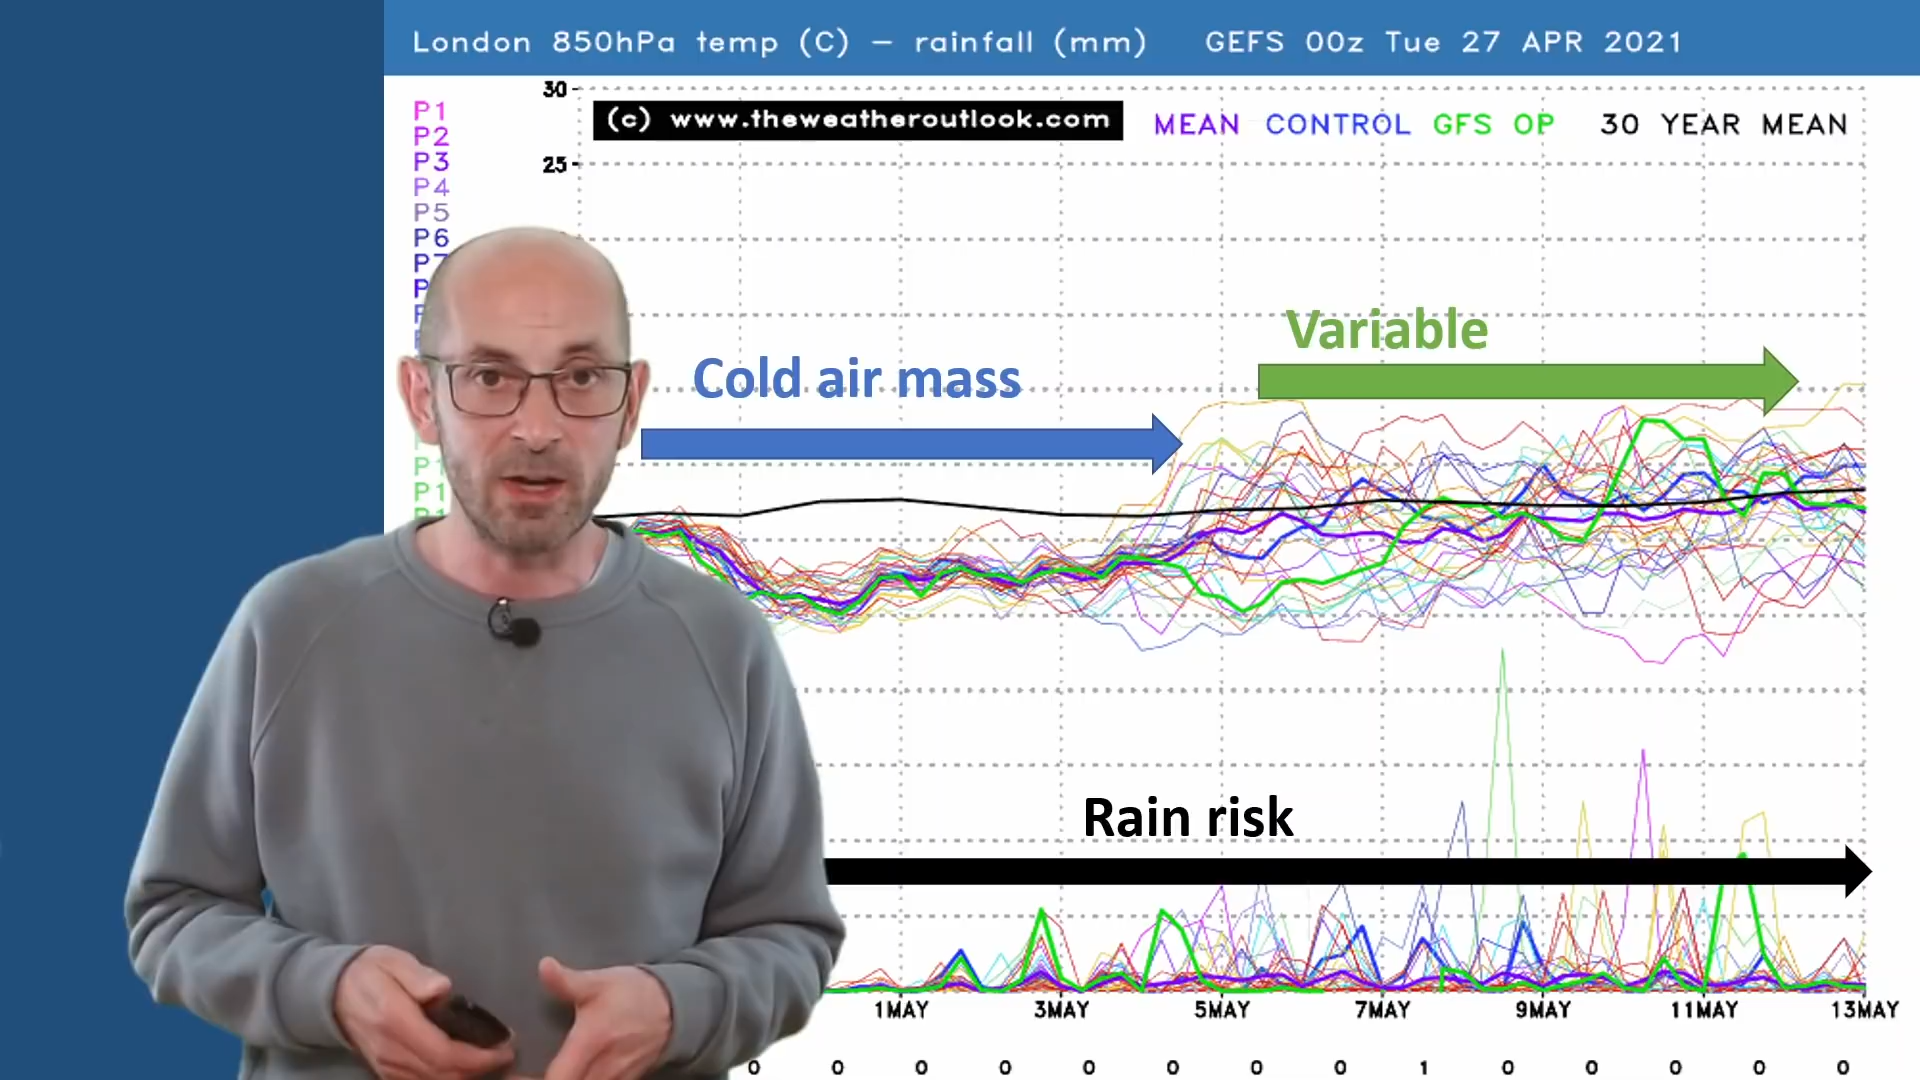 London 850hPa temp (C) – rainfall (mm) GEFS 00z Tue 27 APR 2021
30
(c) www.theweatheroutlook.com MEAN CONTROL GFS OP 30 YEAR MEAN
P1
P2
25
P3
P4
P5
P6
Variable
Cold air mass
Rain risk
1MAY 3MAY 5MAY 7MAY 9MAY 11MAY 13MAY
0 0 0 0 0 0 0 0 1 0 0 0 0 0